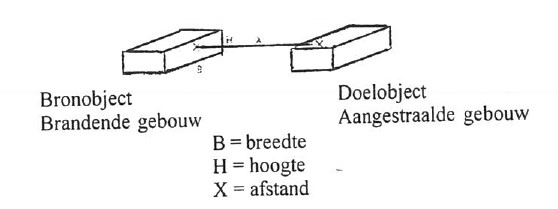 H
X
B
Bronobject
Brandende gebouw
Doelobject
Aangestraalde gebouw
B = breedte
H = hoogte
X = afstand